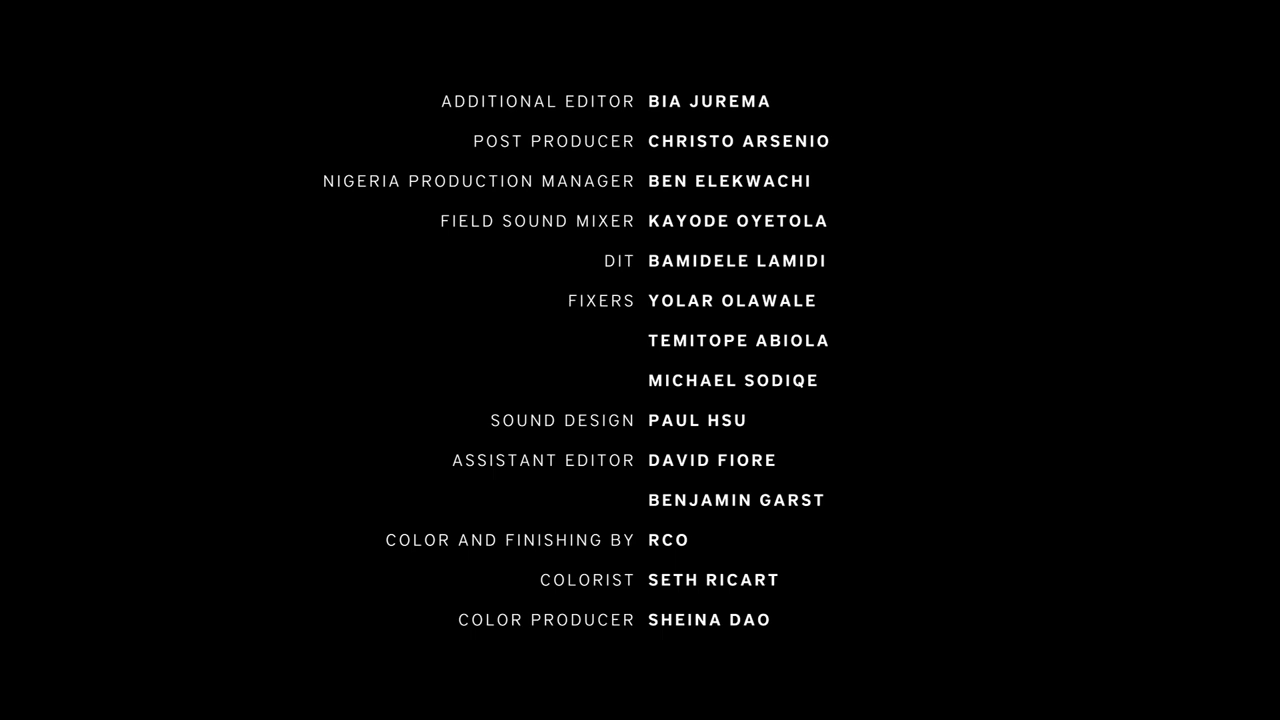 ADDITIONAL EDITOR BIA JUREMA
POST PRODUCER CHRISTO ARSENIO
NIGERIA PRODUCTION MANAGER BEN ELEKWACHI
FIELD SOUND MIXER KAYODE OYETOLA
DIT BAMIDELE LAMIDI
FIXERS YOLAR OLAWALE
TEMITOPE ABIOLA
MICHAEL SODIQE
SOUND DESIGN PAUL HSU
ASSISTANT EDITOR DAVID FIORE
BENJAMIN GARST
COLOR AND FINISHING BY RCO
COLORIST SETH RICART
COLOR PRODUCER SHEINA DAO